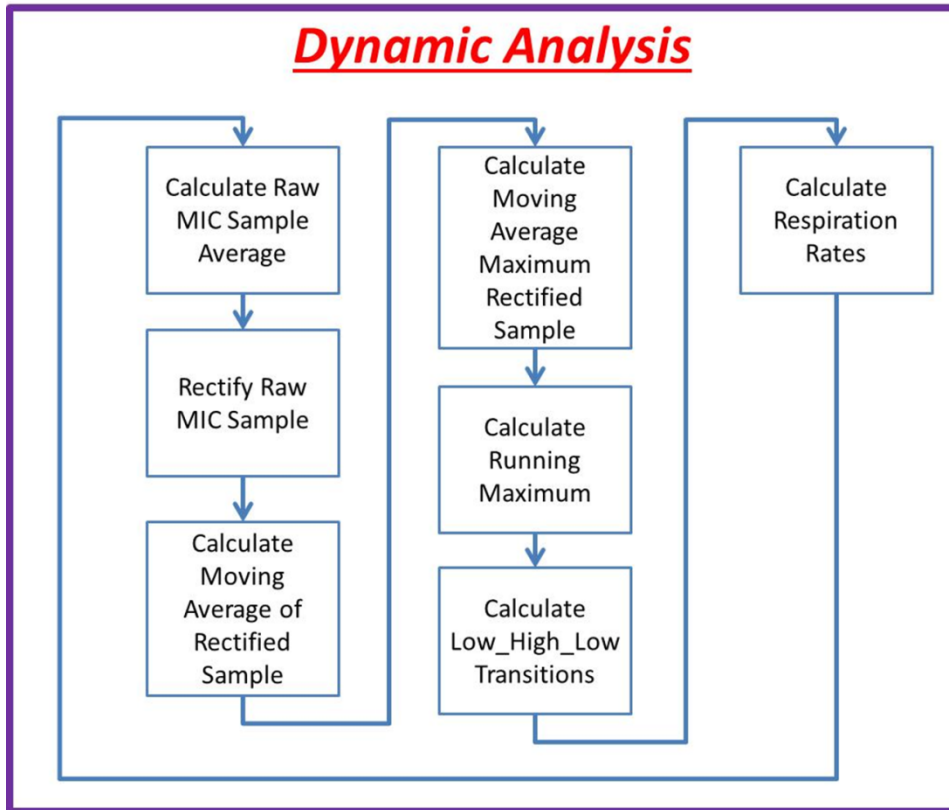 Dynamic Analysis
Calculate Raw
MIC Sample
Average
Rectify Raw
MIC Sample
Calculate
Moving
Average of
Rectified
Sample
Calculate
Moving
Average
Maximum
Rectified
Sample
Calculate
Running
Maximum
Calculate
Low_High_Low
Transitions
Calculate
Respiration
Rates